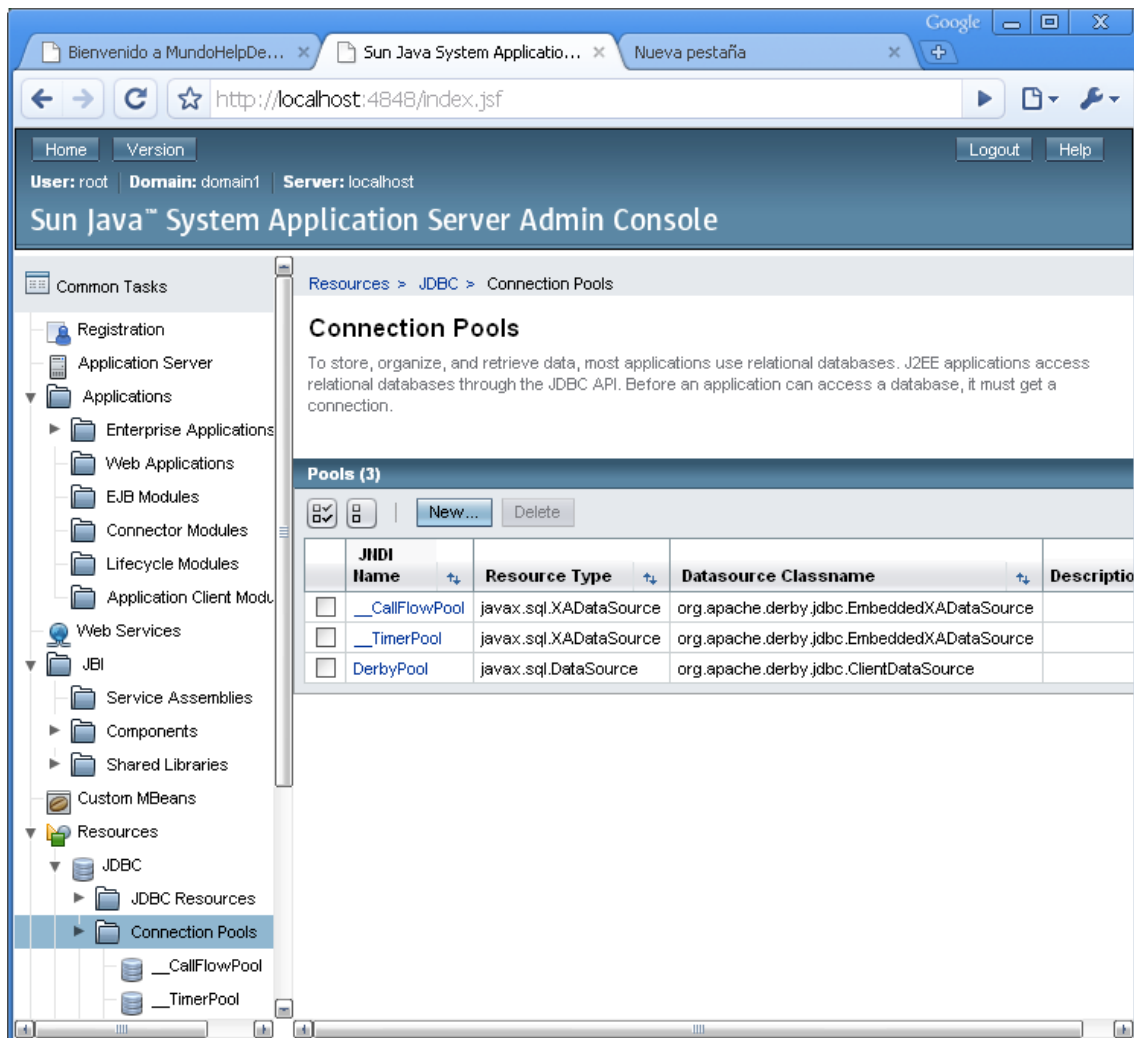 Google
Bienvenido a MundoHelpDe...
Sun Java System Applicatio...
Nueva pestaña
http://localhost:4848/index.jsf
Home
Version
Logout
Help
User: root Domain: domain1 Server: localhost
Sun Java™ System Application Server Admin Console
Common Tasks
Registration
Application Server
Applications
Enterprise Applications
Web Applications
EJB Modules
Connector Modules
Lifecycle Modules
Application Client Modu
Web Services
JBI
Service Assemblies
Components
Shared Libraries
Custom MBeans
Resources
JDBC
JDBC Resources
Connection Pools
__CallFlowPool
__TimerPool
Resources > JDBC > Connection Pools
Connection Pools
To store, organize, and retrieve data, most applications use relational databases. J2EE applications access
relational databases through the JDBC API. Before an application can access a database, it must get a
connection.
Pools (3)
New...
Delete
JNDI
Name Resource Type Datasource Classname Descriptio
__CallFlowPool javax.sql.XADataSource org.apache.derby.jdbc.EmbeddedXADataSource
__TimerPool javax.sql.XADataSource org.apache.derby.jdbc.EmbeddedXADataSource
DerbyPool javax.sql.DataSource org.apache.derby.jdbc.ClientDataSource